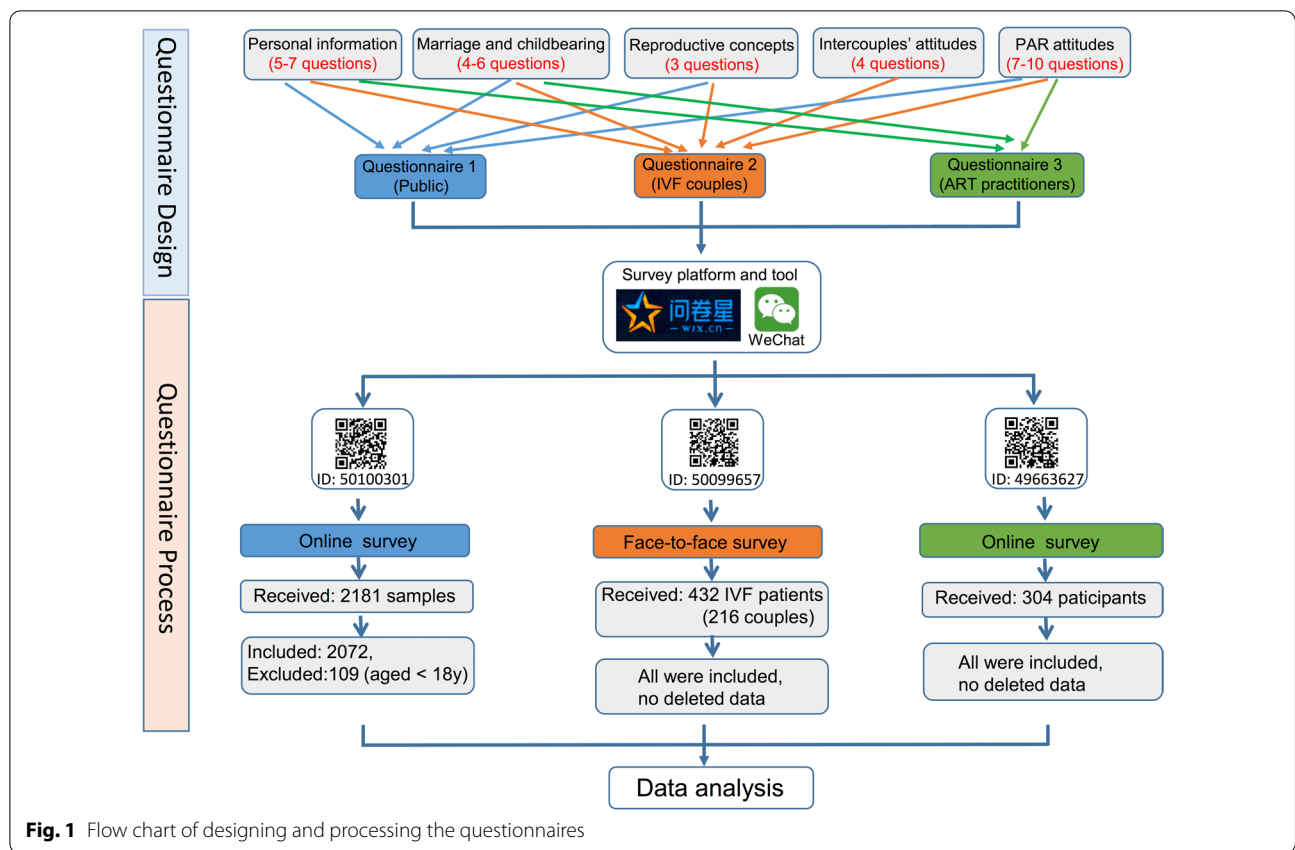 Questionnaire Design
Personal information
(5-7 questions)
Marriage and childbearing
(4-6 questions)
Reproductive concepts
(3 questions)
Intercouples' attitudes
(4 questions)
PAR attitudes
(7-10 questions)
Questionnaire 1
(Public)
Questionnaire 2
(IVF couples)
Questionnaire 3
(ART practitioners)
Survey platform and tool
问卷星
WJX.cn
WeChat
Questionnaire Process
ID: 50100301
ID: 50099657
ID: 49663627
Online survey
Face-to-face survey
Online survey
Received: 2181 samples
Received: 432 IVF patients
(216 couples)
Received: 304 paticipants
Included: 2072,
Excluded:109 (aged < 18y)
All were included,
no deleted data
All were included,
no deleted data
Data analysis
Fig. 1 Flow chart of designing and processing the questionnaires